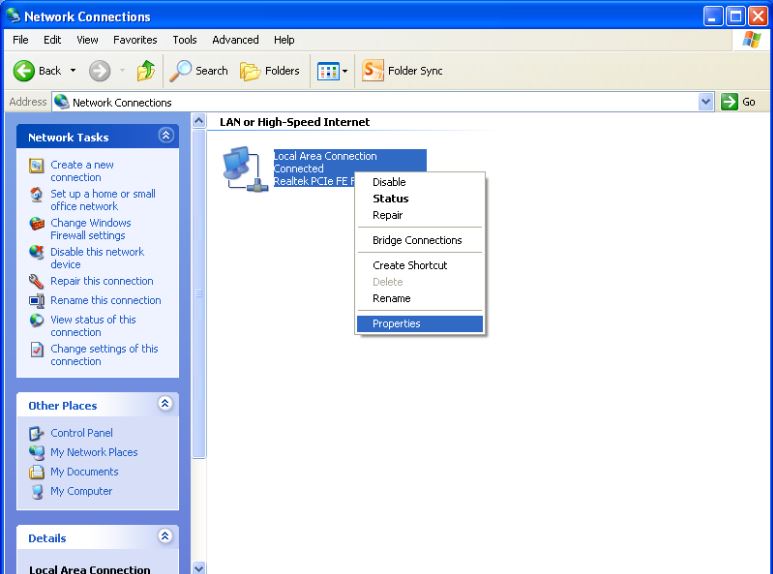 Network Connections
File Edit View Favorites Tools Advanced Help
Back Search Folders Folder Sync
Address Network Connections Go
Network Tasks
Create a new
connection
Set up a home or small
office network
Change Windows
Firewall settings
Disable this network
device
Repair this connection
Rename this connection
View status of this
connection
Change settings of this
connection
Other Places
Control Panel
My Network Places
My Documents
My Computer
Details
Local Area Connection
LAN or High-Speed Internet
Local Area Connection
Connected
Realtek PCIe FE F
Disable
Status
Repair
Bridge Connections
Create Shortcut
Delete
Rename
Properties